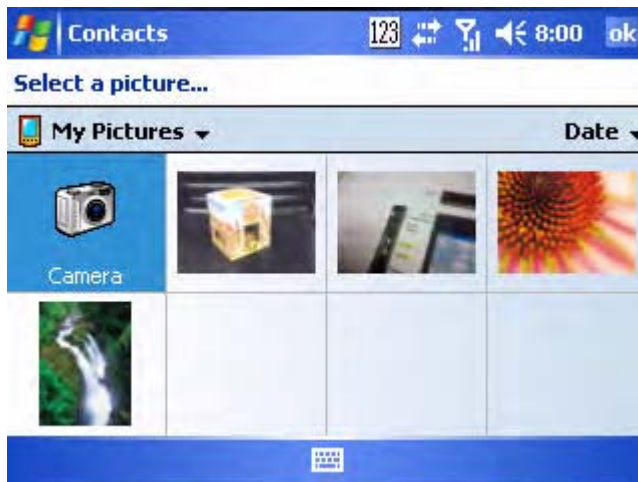 Contacts 123 8:00 ok
Select a picture...
My Pictures Date
Camera